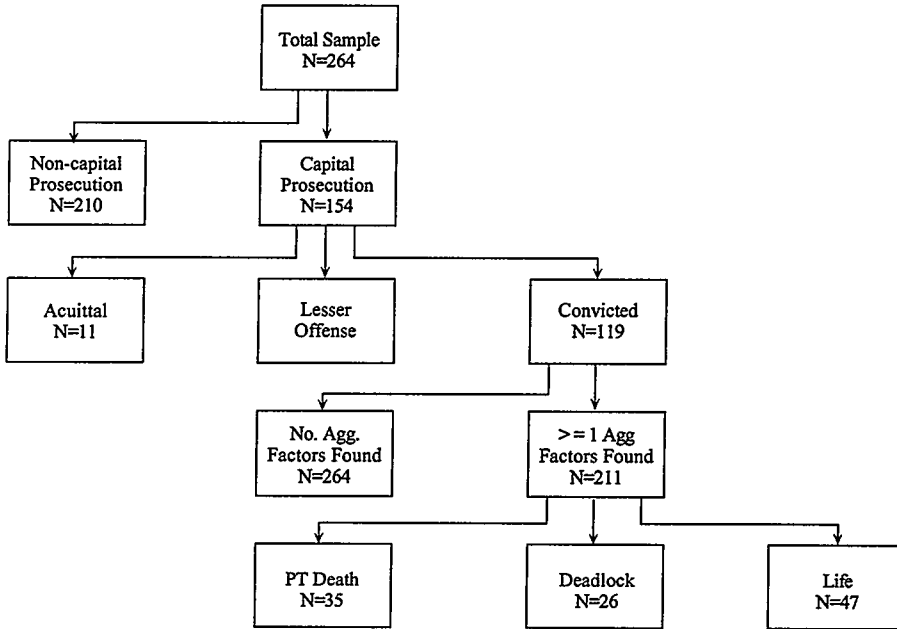 Total Sample
N=264
Non-capital
Prosecution
N=210
Capital
Prosecution
N=154
Acuittal
N=11
Lesser
Offense
Convicted
N=119
No. Agg.
Factors Found
N=264
>= 1 Agg
Factors Found
N=211
PT Death
N=35
Deadlock
N=26
Life
N=47